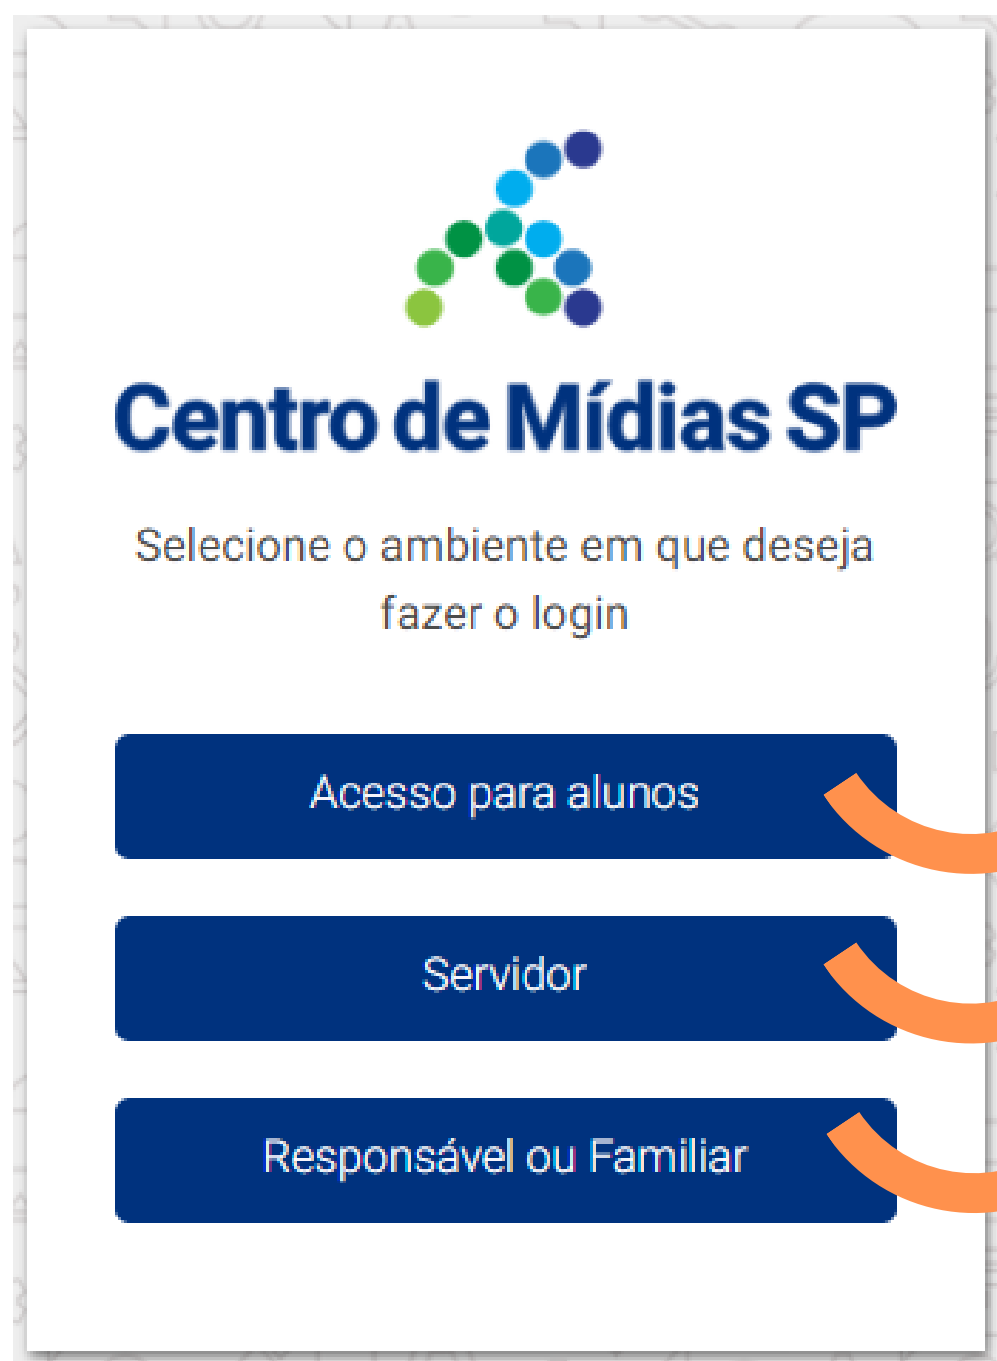 Centro de Mídias SP
Selecione o ambiente em que deseja
fazer o login
Acesso para alunos
Servidor
Responsável ou Familiar